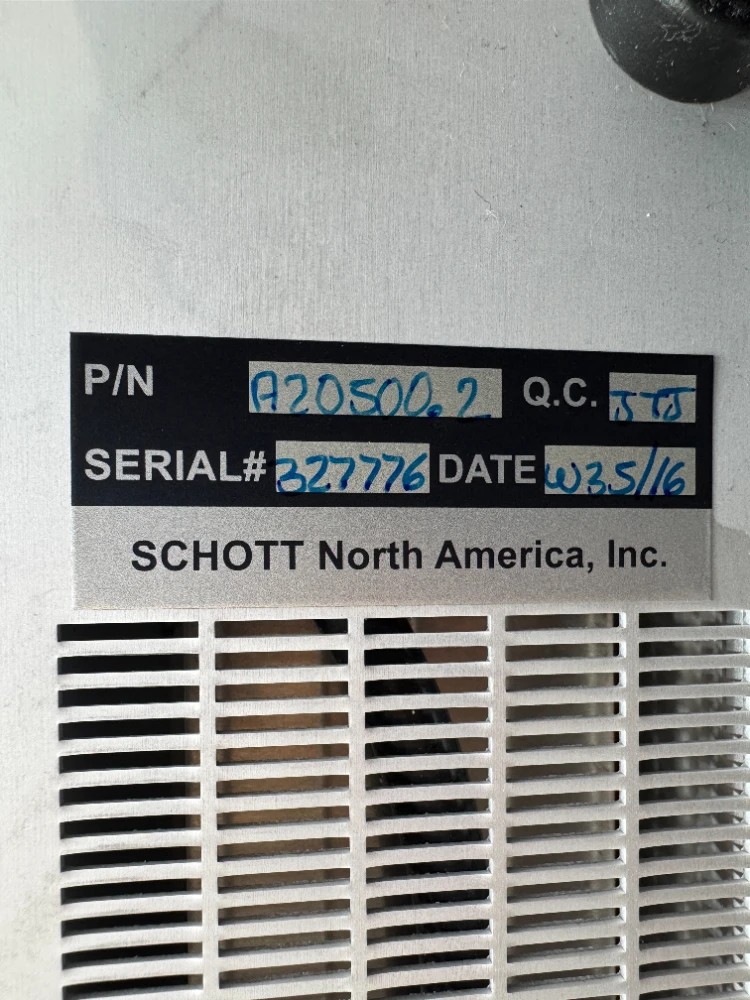 P/N A20500.2 Q.C. JTJ
SERIAL# 327776 DATE W35/16
SCHOTT North America, Inc.